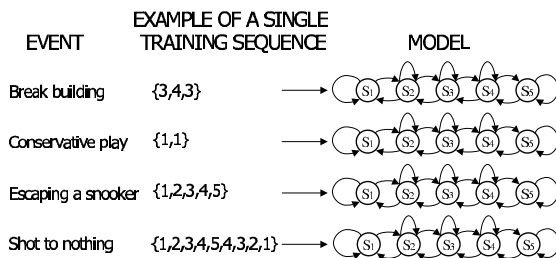 EVENT
EXAMPLE OF A SINGLE
TRAINING SEQUENCE
MODEL
Break building {3,4,3} S1 S2 S3 S4 S5
Conservative play {1,1} S1 S2 S3 S4 S5
Escaping a snooker {1,2,3,4,5} S1 S2 S3 S4 S5
Shot to nothing {1,2,3,4,5,4,3,2,1} S1 S2 S3 S4 S5